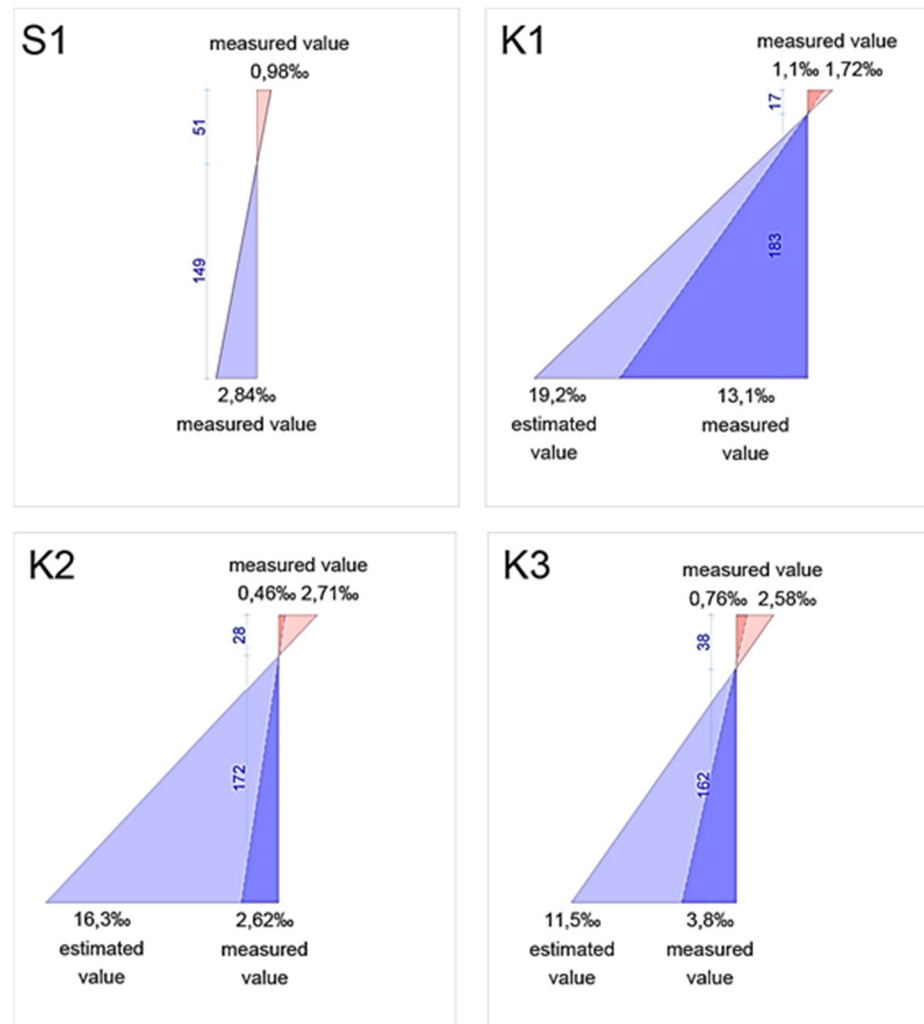 S1
measured value
0,98‰
51
149
2,84‰
measured value
K1
measured value
1,1‰ 1,72‰
17
183
19,2‰ 13,1‰
estimated measured
value value
K2
measured value
0,46‰ 2,71‰
28
172
16,3‰ 2,62‰
estimated measured
value value
K3
measured value
0,76‰ 2,58‰
38
162
11,5‰ 3,8‰
estimated measured
value value